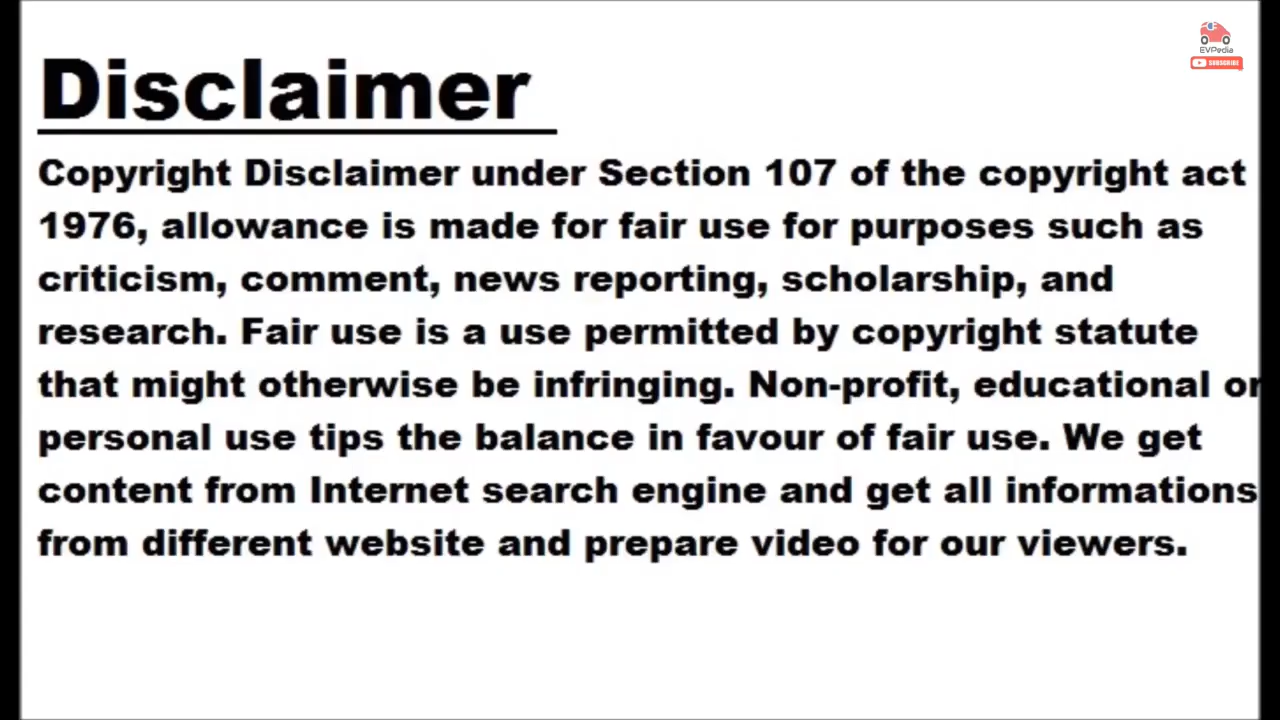 EVPedia
SUBSCRIBE
Disclaimer
Copyright Disclaimer under Section 107 of the copyright act
1976, allowance is made for fair use for purposes such as
criticism, comment, news reporting, scholarship, and
research. Fair use is a use permitted by copyright statute
that might otherwise be infringing. Non-profit, educational or
personal use tips the balance in favour of fair use. We get
content from Internet search engine and get all informations
from different website and prepare video for our viewers.